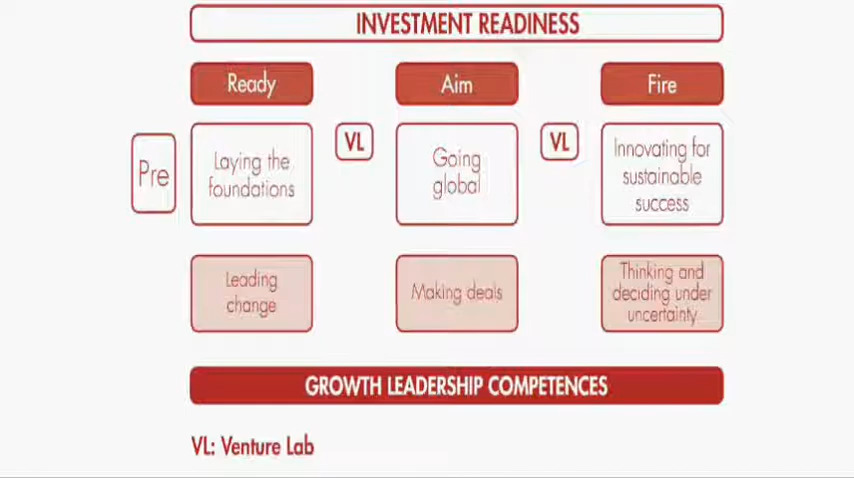 INVESTMENT READINESS
Ready
Aim
Fire
Pre
Laying the
foundations
VL
Going
global
VL
Innovating for
sustainable
success
Leading
change
Making deals
Thinking and
deciding under
uncertainty
GROWTH LEADERSHIP COMPETENCES
VL: Venture Lab